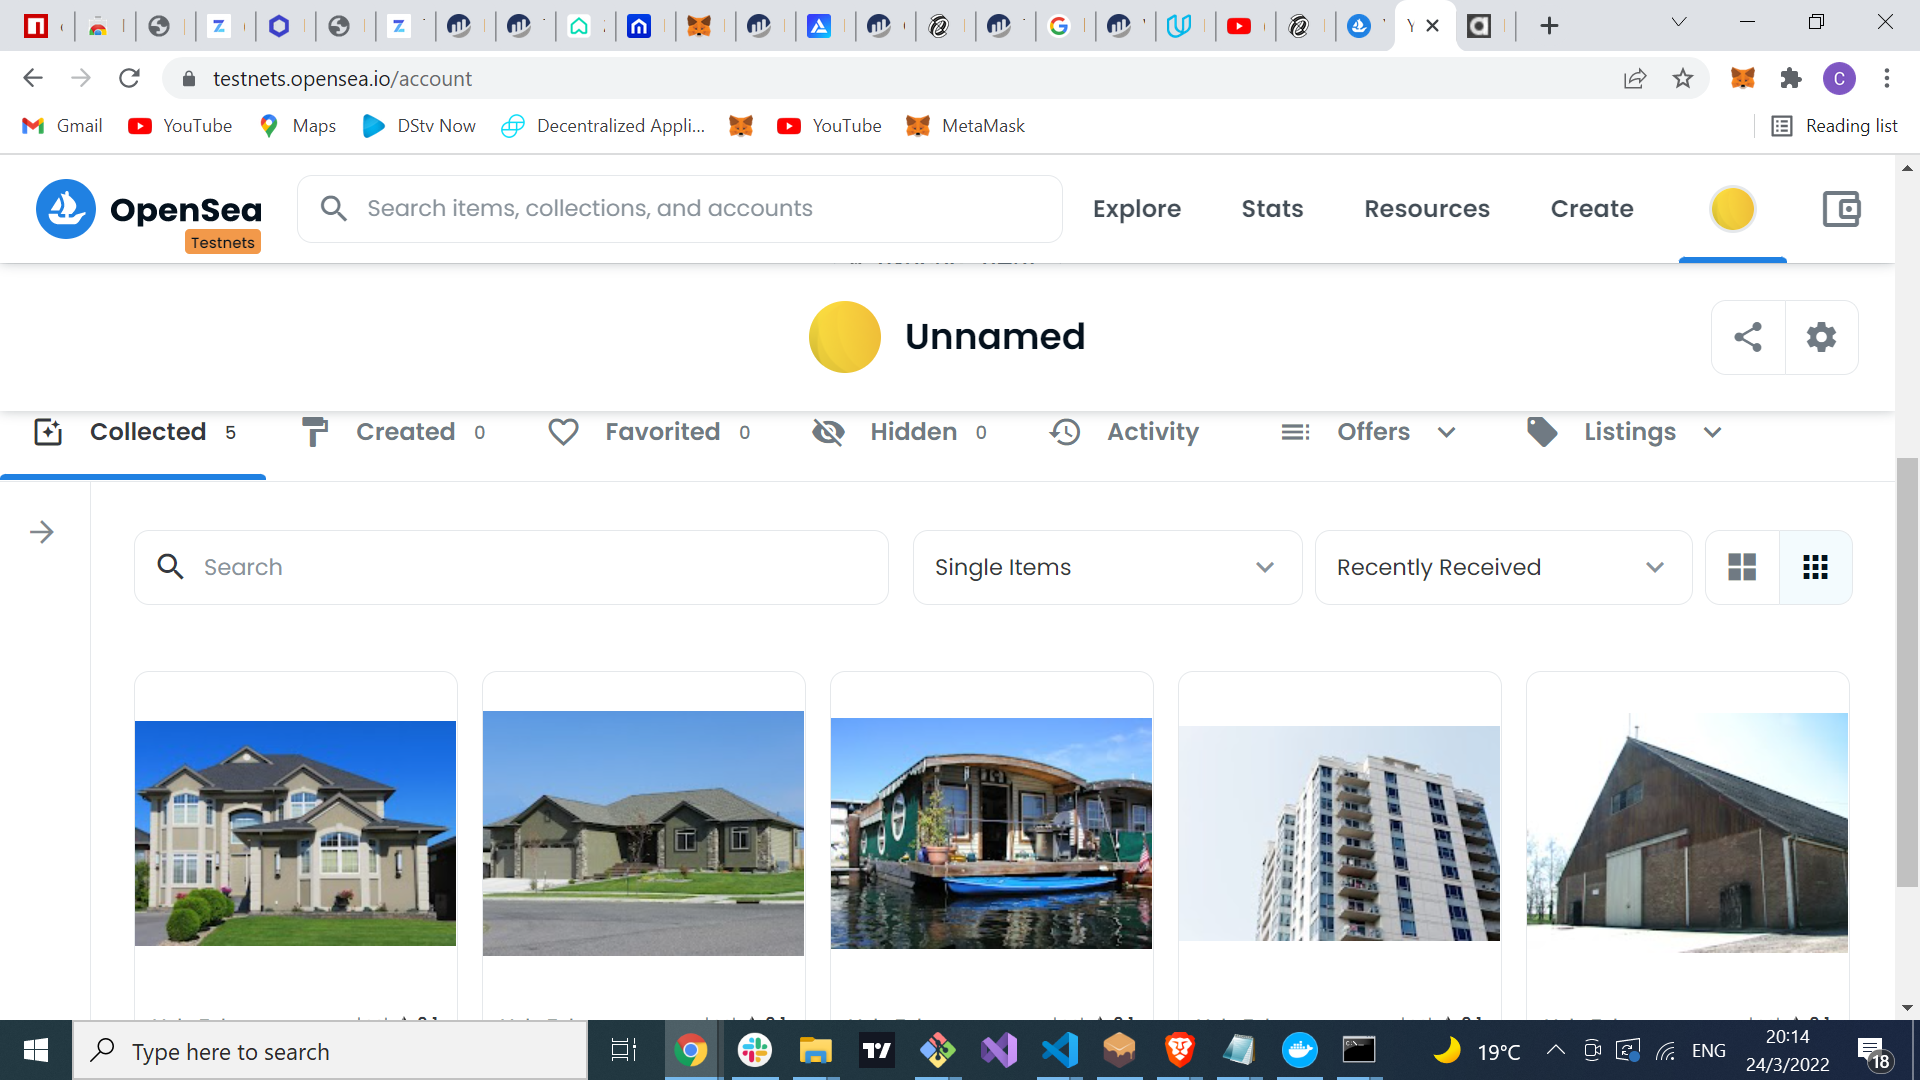 testnets.opensea.io/account
C
Gmail YouTube Maps DStv Now Decentralized Appli... YouTube MetaMask Reading list
OpenSea
Testnets
Search items, collections, and accounts
Explore Stats Resources Create
Unnamed
Collected 5 Created 0 Favorited 0 Hidden 0 Activity Offers Listings
Search
Single Items
Recently Received
Type here to search
19°C
ENG
20:14
24/3/2022
18